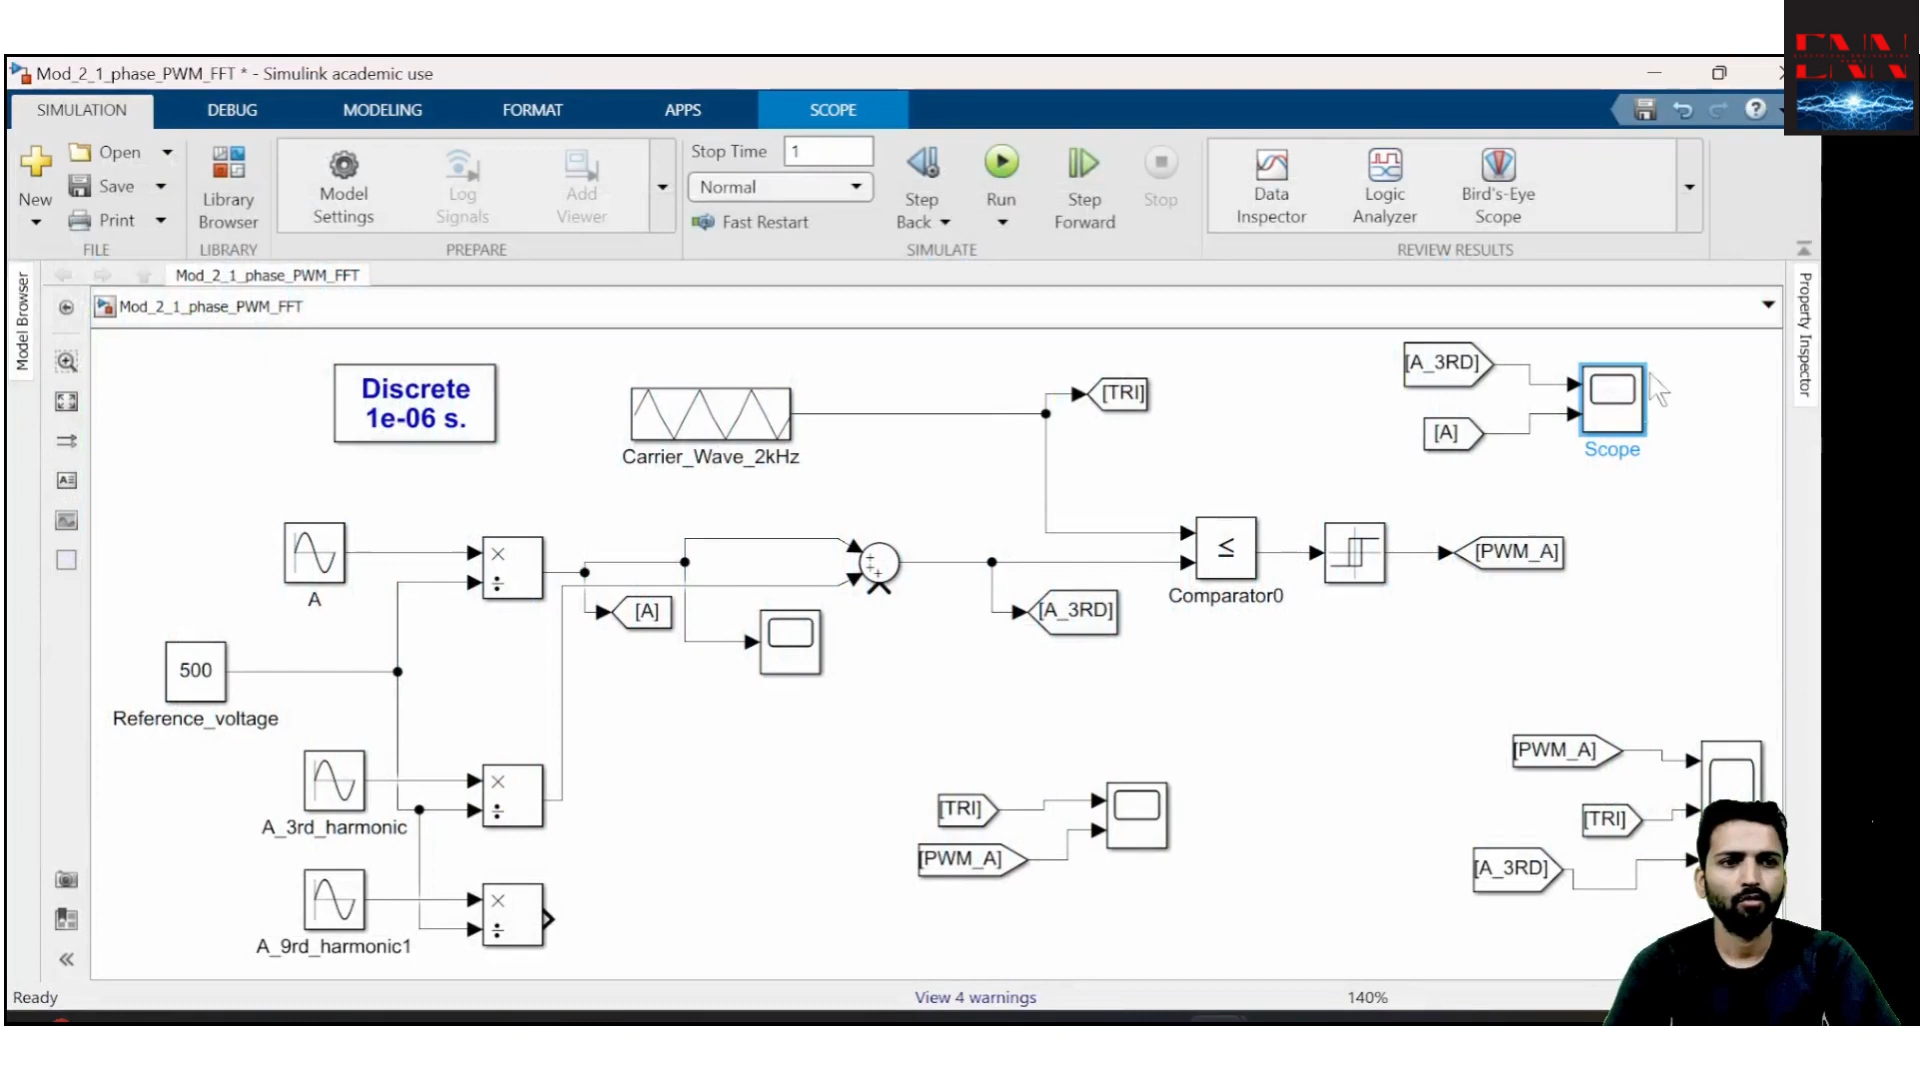 ENN
Mod_2_1_phase_PWM_FFT * - Simulink academic use
SIMULATION
DEBUG
MODELING
FORMAT
APPS
SCOPE
New
Open
Save
Print
FILE
Library
Browser
LIBRARY
Model
Settings
Log
Signals
Add
Viewer
PREPARE
Stop Time
1
Normal
Fast Restart
Step
Back
Run
Step
Forward
Stop
SIMULATE
Data
Inspector
Logic
Analyzer
Bird's-Eye
Scope
REVIEW RESULTS
Model Browser
Property Inspector
Mod_2_1_phase_PWM_FFT
Mod_2_1_phase_PWM_FFT
Discrete
1e-06 s.
Carrier_Wave_2kHz
[TRI]
[A_3RD]
[A]
Scope
A
×
÷
[A]
+
+
+
[A_3RD]
≤
Comparator0
[PWM_A]
500
Reference_voltage
A_3rd_harmonic
×
÷
A_9rd_harmonic1
×
÷
[TRI]
[PWM_A]
[PWM_A]
[TRI]
[A_3RD]
Ready
View 4 warnings
140%